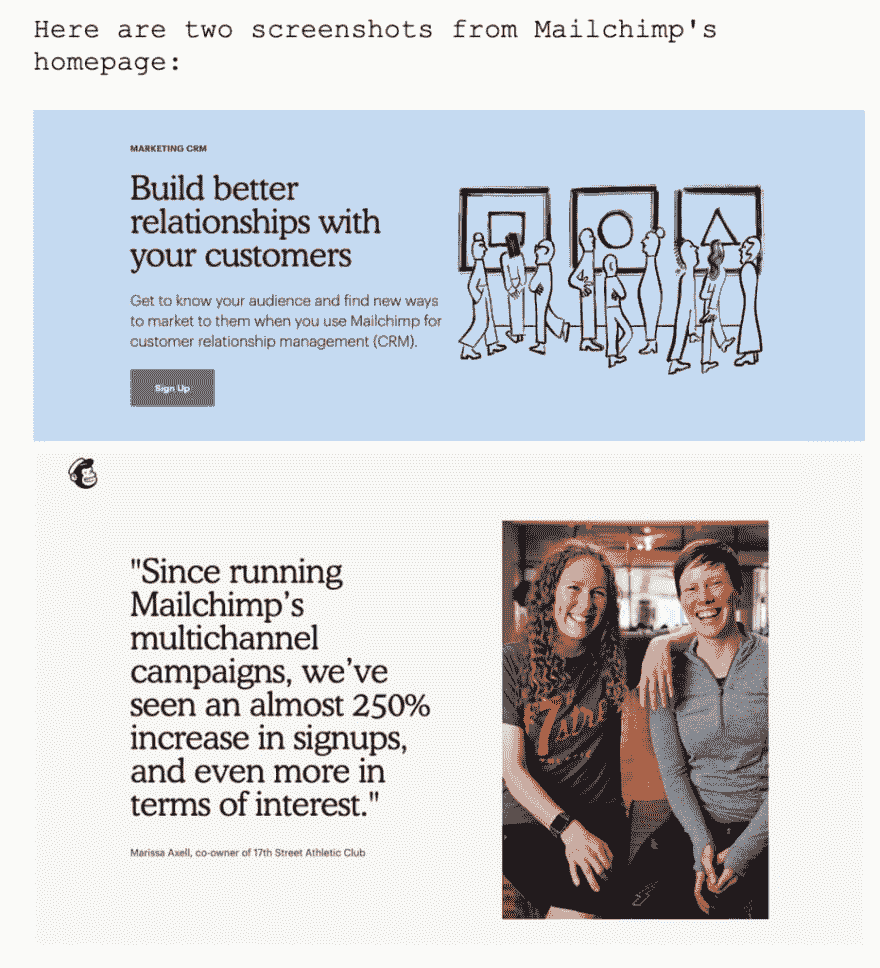 Here are two screenshots from Mailchimp's
homepage:
MARKETING CRM
Build better
relationships with
your customers
Get to know your audience and find new ways
to market to them when you use Mailchimp for
customer relationship management (CRM).
Sign Up
"Since running
Mailchimp’s
multichannel
campaigns, we’ve
seen an almost 250%
increase in signups,
and even more in
terms of interest."
Marissa Axell, co-owner of 17th Street Athletic Club